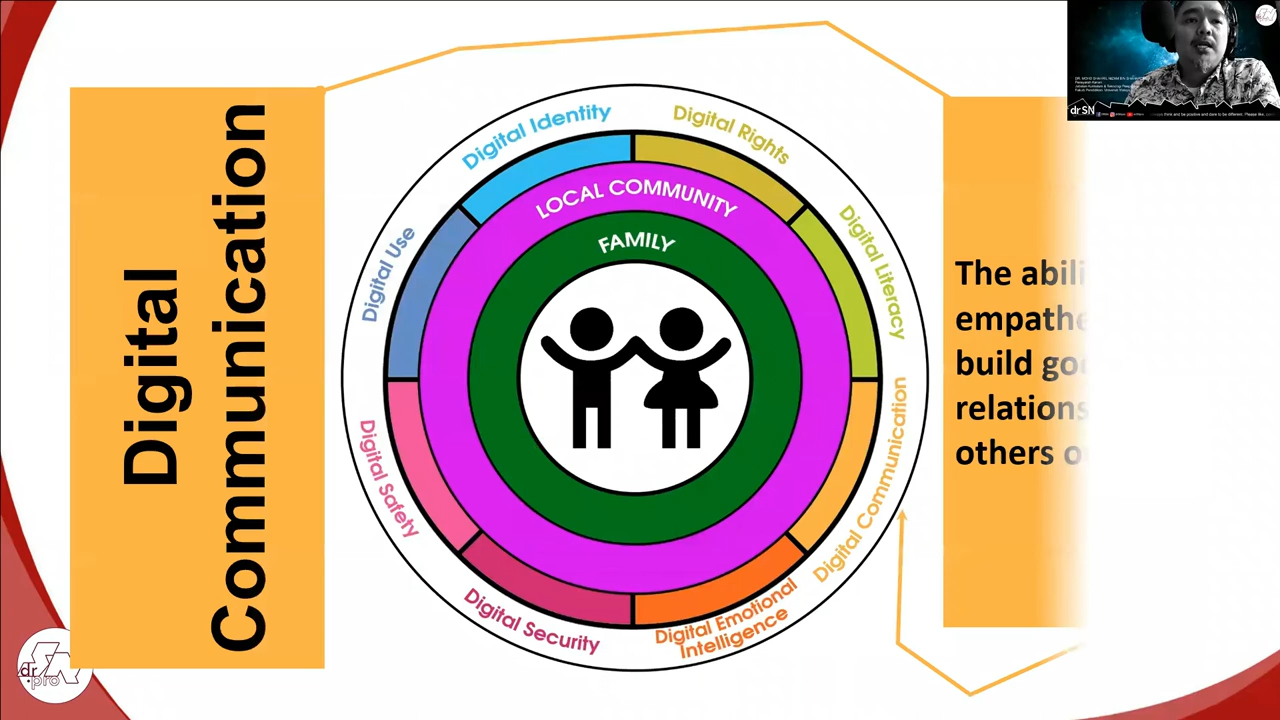 Digital
Communication
Digital Identity
Digital Rights
Digital Literacy
Digital Communication
Digital Emotional
Intelligence
Digital Security
Digital Safety
Digital Use
LOCAL COMMUNITY
FAMILY
The abili
empathe
build go
relations
others o
dr SN
dr
.pro